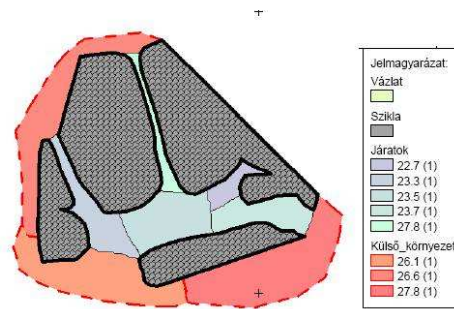 Jelmagyarázat:
Vázlat
Szikla
Járatok
22.7 (1)
23.3 (1)
23.5 (1)
23.7 (1)
27.8 (1)
Külső_környezet
26.1 (1)
26.6 (1)
27.8 (1)